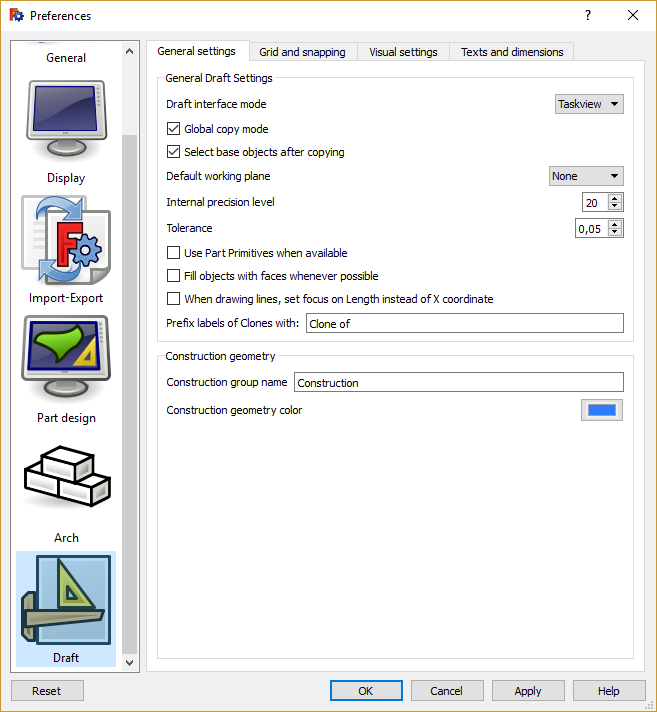 Preferences
General
Display
Import-Export
Part design
Arch
Draft
General settings
Grid and snapping
Visual settings
Texts and dimensions
General Draft Settings
Draft interface mode Taskview
Global copy mode
Select base objects after copying
Default working plane None
Internal precision level 20
Tolerance 0,05
Use Part Primitives when available
Fill objects with faces whenever possible
When drawing lines, set focus on Length instead of X coordinate
Prefix labels of Clones with: Clone of
Construction geometry
Construction group name Construction
Construction geometry color
Reset
OK
Cancel
Apply
Help